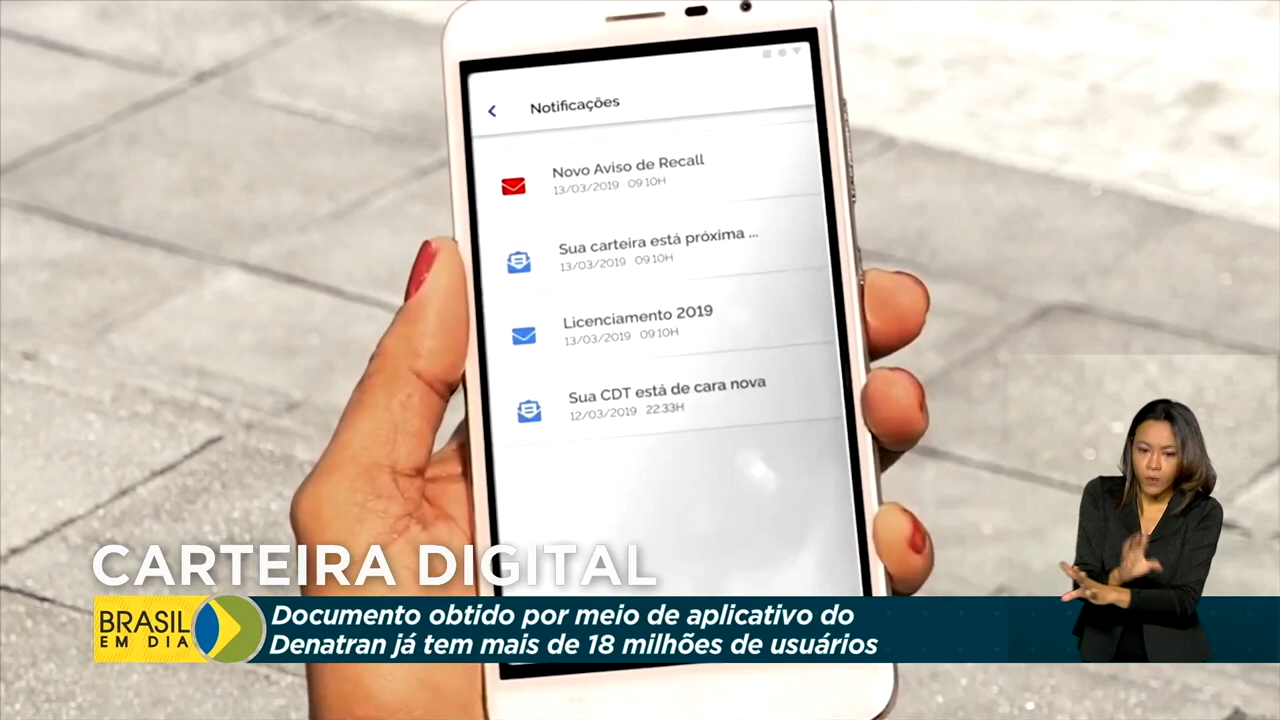 Notificações
Novo Aviso de Recall
13/03/2019 09:10H
Sua carteira está próxima ...
13/03/2019 09:10H
Licenciamento 2019
13/03/2019 09:10H
Sua CDT está de cara nova
12/03/2019 22:33H
CARTEIRA DIGITAL
BRASIL
EM DIA
Documento obtido por meio de aplicativo do
Denatran já tem mais de 18 milhões de usuários